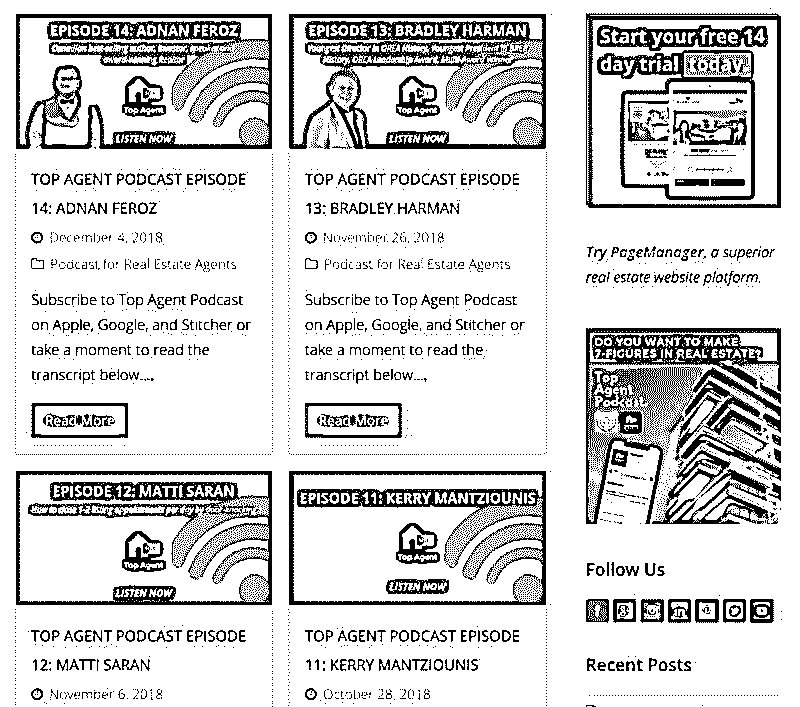 EPISODE 14: ADNAN FEROZ
award-winning Realtor
Top Agent
LISTEN NOW
TOP AGENT PODCAST EPISODE
14: ADNAN FEROZ
December 4, 2018
Podcast for Real Estate Agents
Subscribe to Top Agent Podcast
on Apple, Google, and Stitcher or
take a moment to read the
transcript below...
Read More
EPISODE 13: BRADLEY HARMAN
Top Agent
LISTEN NOW
TOP AGENT PODCAST EPISODE
13: BRADLEY HARMAN
November 26, 2018
Podcast for Real Estate Agents
Subscribe to Top Agent Podcast
on Apple, Google, and Stitcher or
take a moment to read the
transcript below...
Read More
EPISODE 12: MATTI SARAN
Top Agent
LISTEN NOW
TOP AGENT PODCAST EPISODE
12: MATTI SARAN
November 6, 2018
EPISODE 11: KERRY MANTZIOUNIS
Top Agent
LISTEN NOW
TOP AGENT PODCAST EPISODE
11: KERRY MANTZIOUNIS
October 28, 2018
Start your free 14
day trial today.
Try PageManager, a superior
real estate website platform.
DO YOU WANT TO MAKE
7-FIGURES IN REAL ESTATE?
Top
Agent
Podcast
Follow Us
Recent Posts